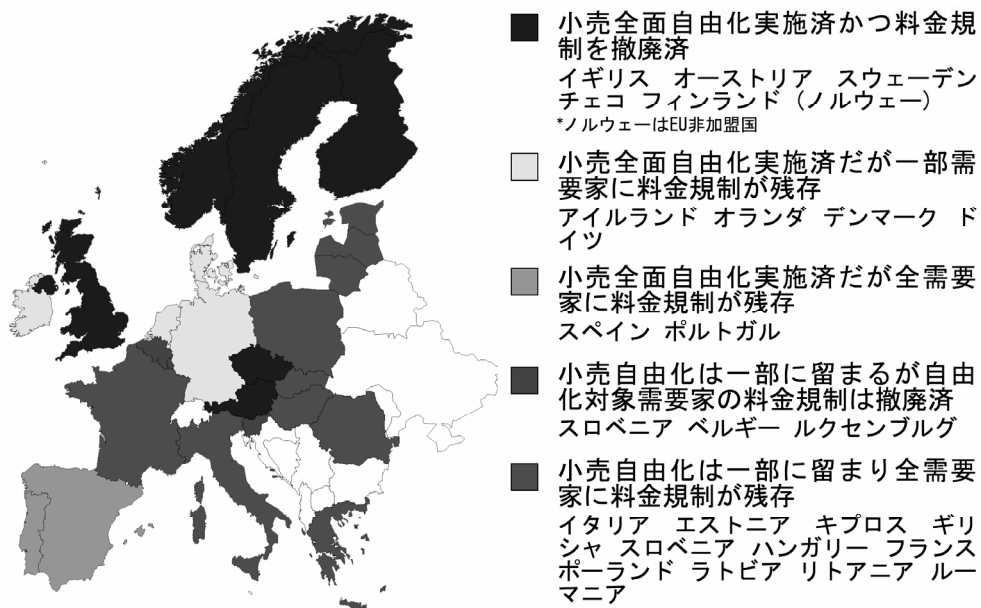 小売全面自由化実施済かつ料金規
制を撤廃済
イギリス オーストリア スウェーデン
チェコ フィンランド（ノルウェー）
*ノルウェーはEU非加盟国
小売全面自由化実施済だが一部需
要家に料金規制が残存
アイルランド オランダ デンマーク ド
イツ
小売全面自由化実施済だが全需要
家に料金規制が残存
スペイン ポルトガル
小売自由化は一部に留まるが自由
化対象需要家の料金規制は撤廃済
スロベニア ベルギー ルクセンブルグ
小売自由化は一部に留まり全需要
家に料金規制が残存
イタリア エストニア キプロス ギリ
シャ スロベニア ハンガリー フランス
ポーランド ラトビア リトアニア ルー
マニア